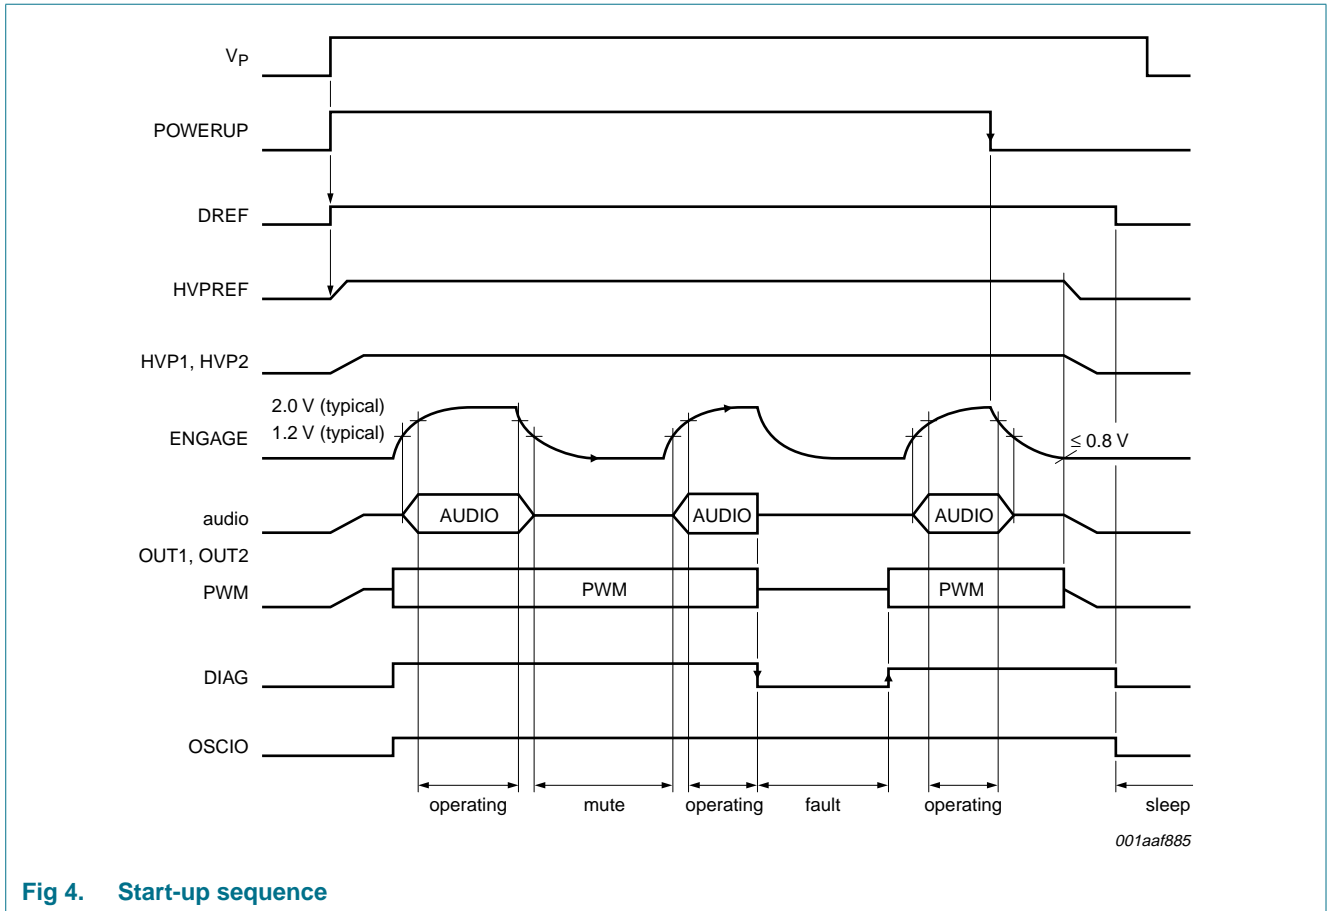 VP
POWERUP
DREF
HVPREF
HVP1, HVP2
2.0 V (typical)
1.2 V (typical)
ENGAGE
≤ 0.8 V
audio
AUDIO AUDIO AUDIO
OUT1, OUT2
PWM
PWM PWM
DIAG
OSCIO
operating mute operating fault operating sleep
001aaf885
Fig 4. Start-up sequence